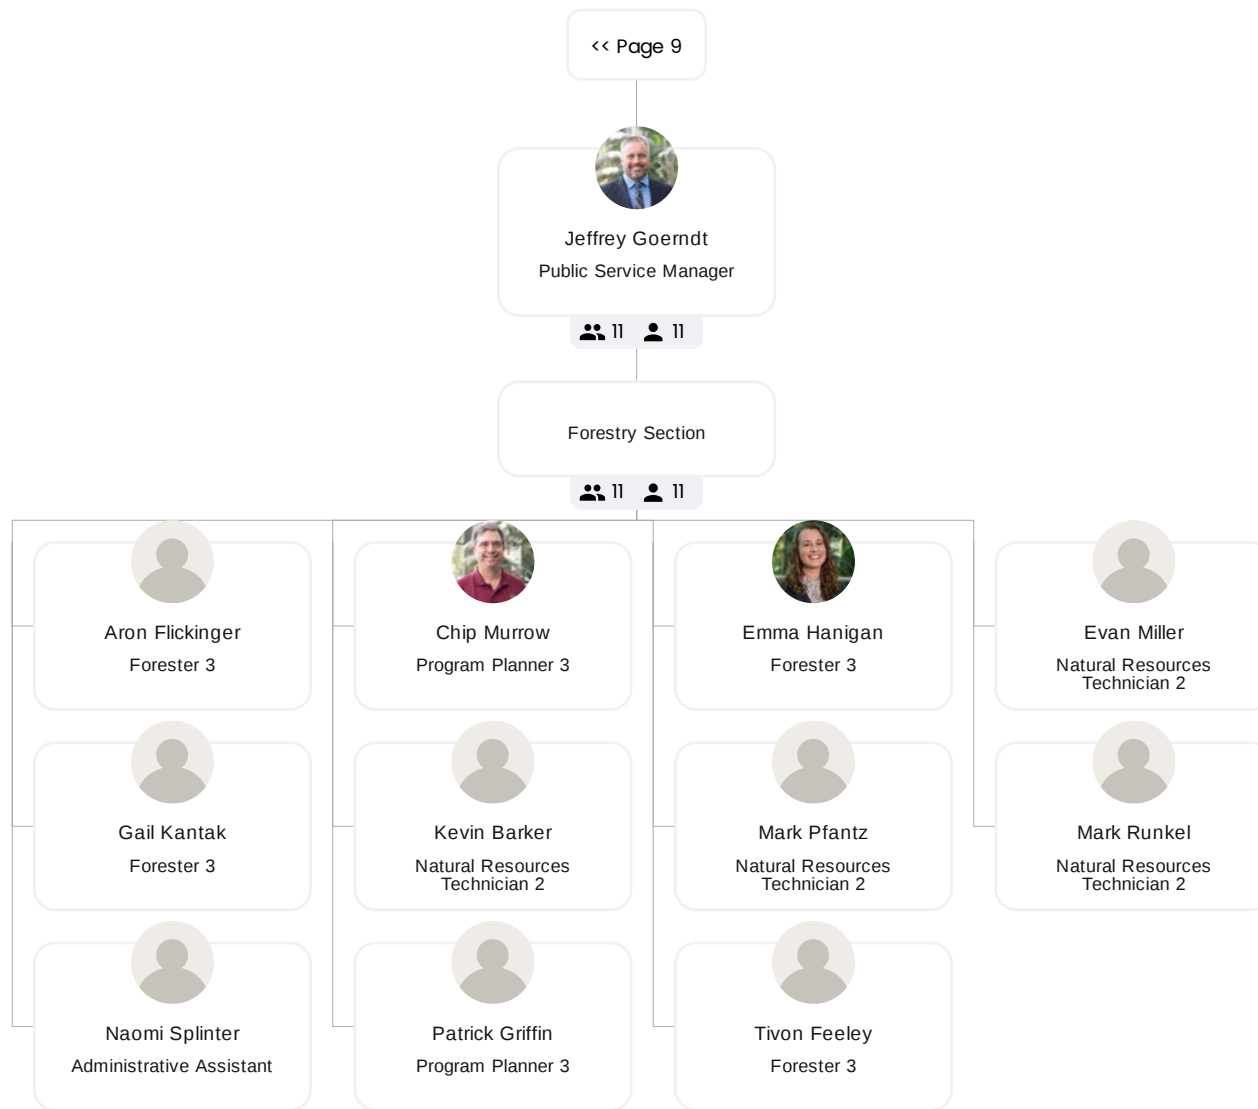 << Page 9
Jeffrey Goerndt
Public Service Manager
11 11
Forestry Section
11 11
Aron Flickinger
Forester 3
Chip Murrow
Program Planner 3
Emma Hanigan
Forester 3
Evan Miller
Natural Resources
Technician 2
Gail Kantak
Forester 3
Kevin Barker
Natural Resources
Technician 2
Mark Pfantz
Natural Resources
Technician 2
Mark Runkel
Natural Resources
Technician 2
Naomi Splinter
Administrative Assistant
Patrick Griffin
Program Planner 3
Tivon Feeley
Forester 3